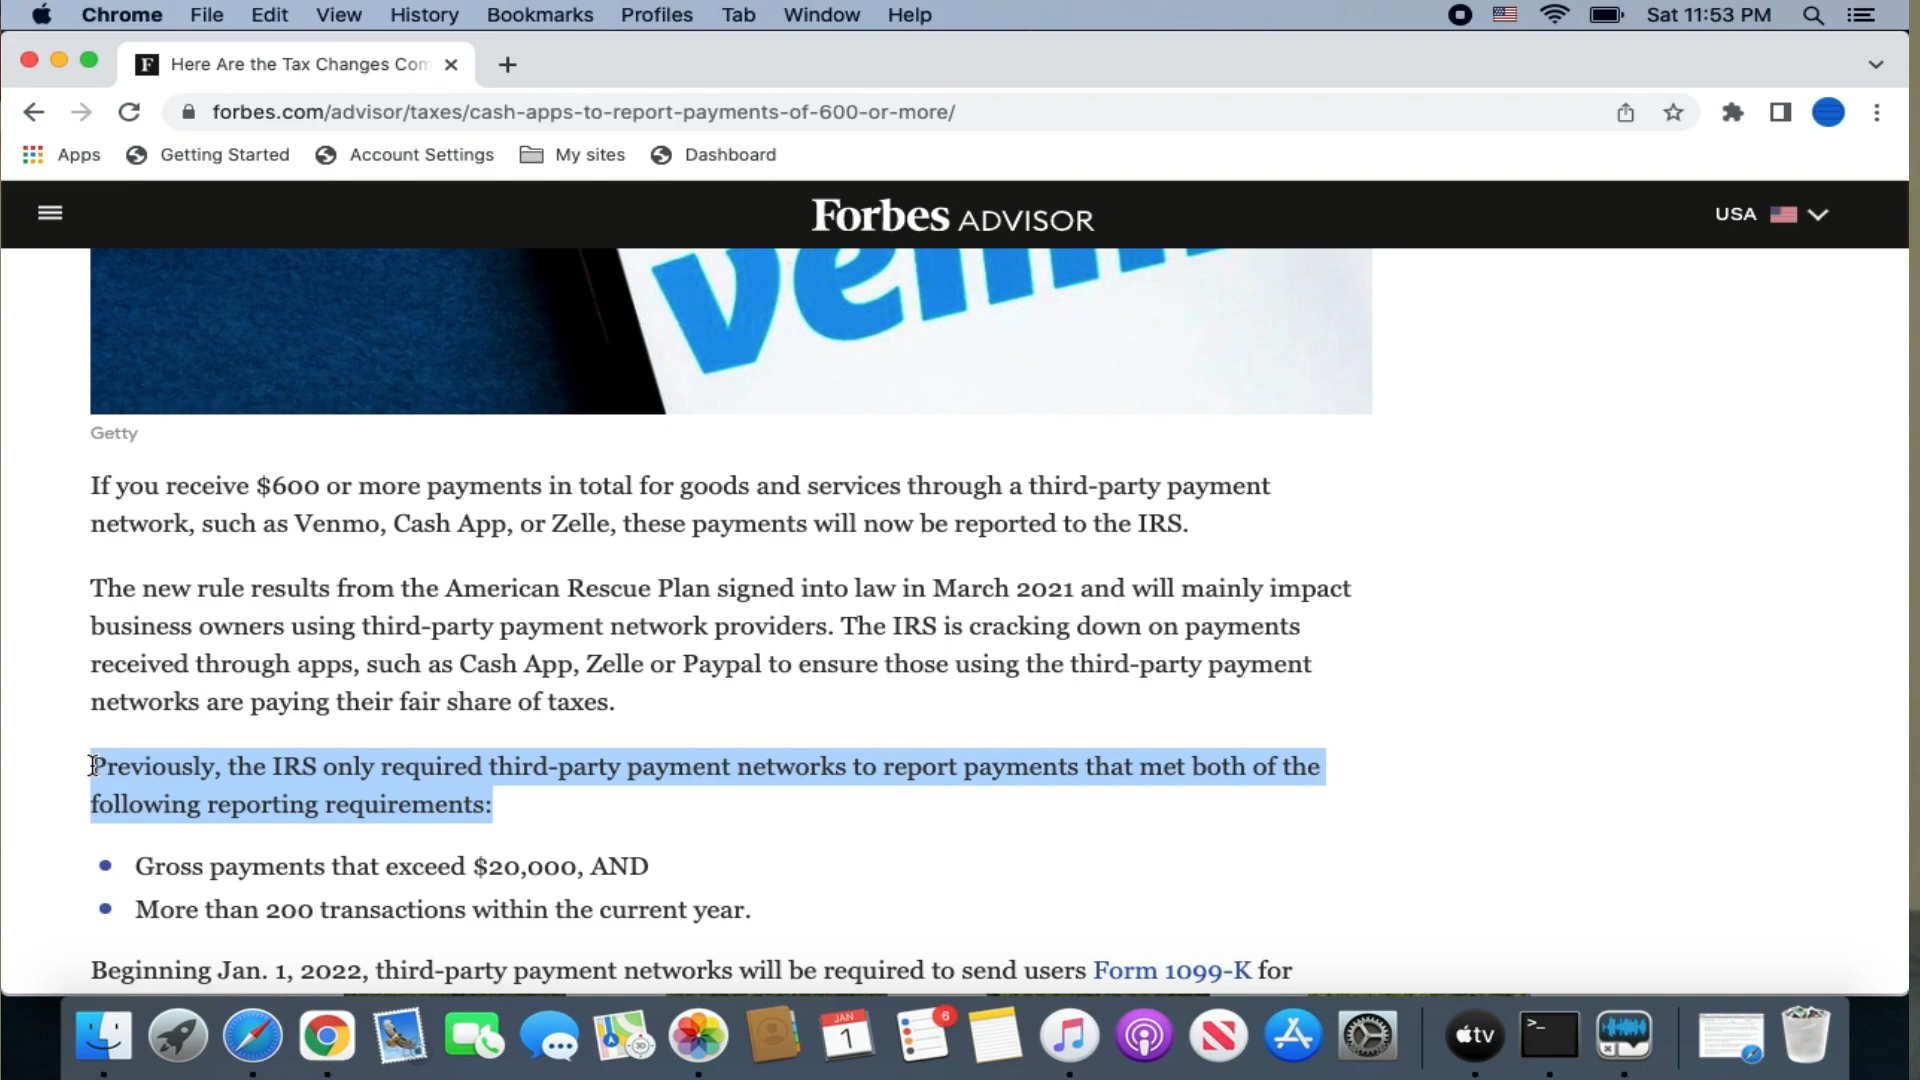 Chrome File Edit View History Bookmarks Profiles Tab Window Help Sat 11:53 PM
F Here Are the Tax Changes Com
forbes.com/advisor/taxes/cash-apps-to-report-payments-of-600-or-more/
Apps Getting Started Account Settings My sites Dashboard
Forbes ADVISOR USA
venm
Getty
If you receive $600 or more payments in total for goods and services through a third-party payment
network, such as Venmo, Cash App, or Zelle, these payments will now be reported to the IRS.
The new rule results from the American Rescue Plan signed into law in March 2021 and will mainly impact
business owners using third-party payment network providers. The IRS is cracking down on payments
received through apps, such as Cash App, Zelle or Paypal to ensure those using the third-party payment
networks are paying their fair share of taxes.
Previously, the IRS only required third-party payment networks to report payments that met both of the
following reporting requirements:
Gross payments that exceed $20,000, AND
More than 200 transactions within the current year.
Beginning Jan. 1, 2022, third-party payment networks will be required to send users Form 1099-K for
3D JAN 1 6 tv >_